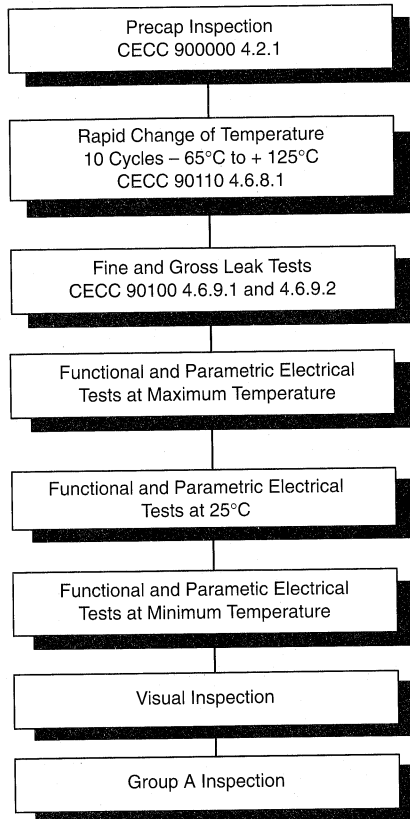 Precap Inspection
CECC 900000 4.2.1
Rapid Change of Temperature
10 Cycles – 65°C to + 125°C
CECC 90110 4.6.8.1
Fine and Gross Leak Tests
CECC 90100 4.6.9.1 and 4.6.9.2
Functional and Parametric Electrical
Tests at Maximum Temperature
Functional and Parametric Electrical
Tests at 25°C
Functional and Parametic Electrical
Tests at Minimum Temperature
Visual Inspection
Group A Inspection